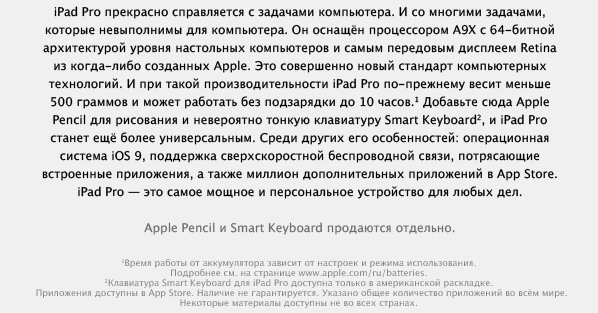 iPad Pro прекрасно справляется с задачами компьютера. И со многими задачами,
которые невыполнимы для компьютера. Он оснащён процессором A9X с 64-битной
архитектурой уровня настольных компьютеров и самым передовым дисплеем Retina
из когда-либо созданных Apple. Это совершенно новый стандарт компьютерных
технологий. И при такой производительности iPad Pro по-прежнему весит меньше
500 граммов и может работать без подзарядки до 10 часов.¹ Добавьте сюда Apple
Pencil для рисования и невероятно тонкую клавиатуру Smart Keyboard², и iPad Pro
станет ещё более универсальным. Среди других его особенностей: операционная
система iOS 9, поддержка сверхскоростной беспроводной связи, потрясающие
встроенные приложения, а также миллион дополнительных приложений в App Store.
iPad Pro — это самое мощное и персональное устройство для любых дел.
Apple Pencil и Smart Keyboard продаются отдельно.
¹Время работы от аккумулятора зависит от настроек и режима использования.
Подробнее см. на странице www.apple.com/ru/batteries.
²Клавиатура Smart Keyboard для iPad Pro доступна только в американской раскладке.
Приложения доступны в App Store. Наличие не гарантируется. Указано общее количество приложений во всём мире.
Некоторые материалы доступны не во всех странах.